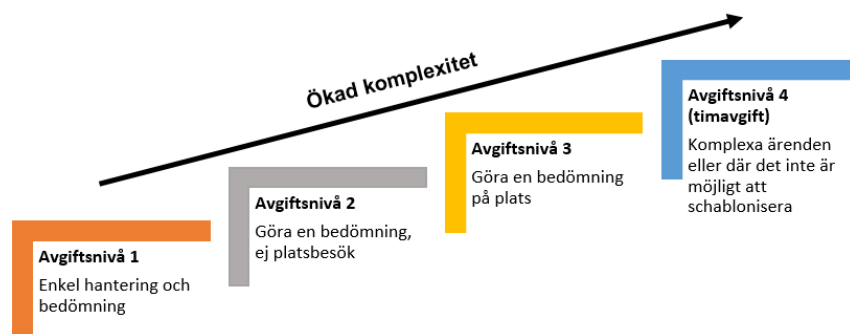 Ökad komplexitet
Avgiftsnivå 1
Enkel hantering och
bedömning
Avgiftsnivå 2
Göra en bedömning,
ej platsbesök
Avgiftsnivå 3
Göra en bedömning
på plats
Avgiftsnivå 4
(timavgift)
Komplexa ärenden
eller där det inte är
möjligt att
schablonisera